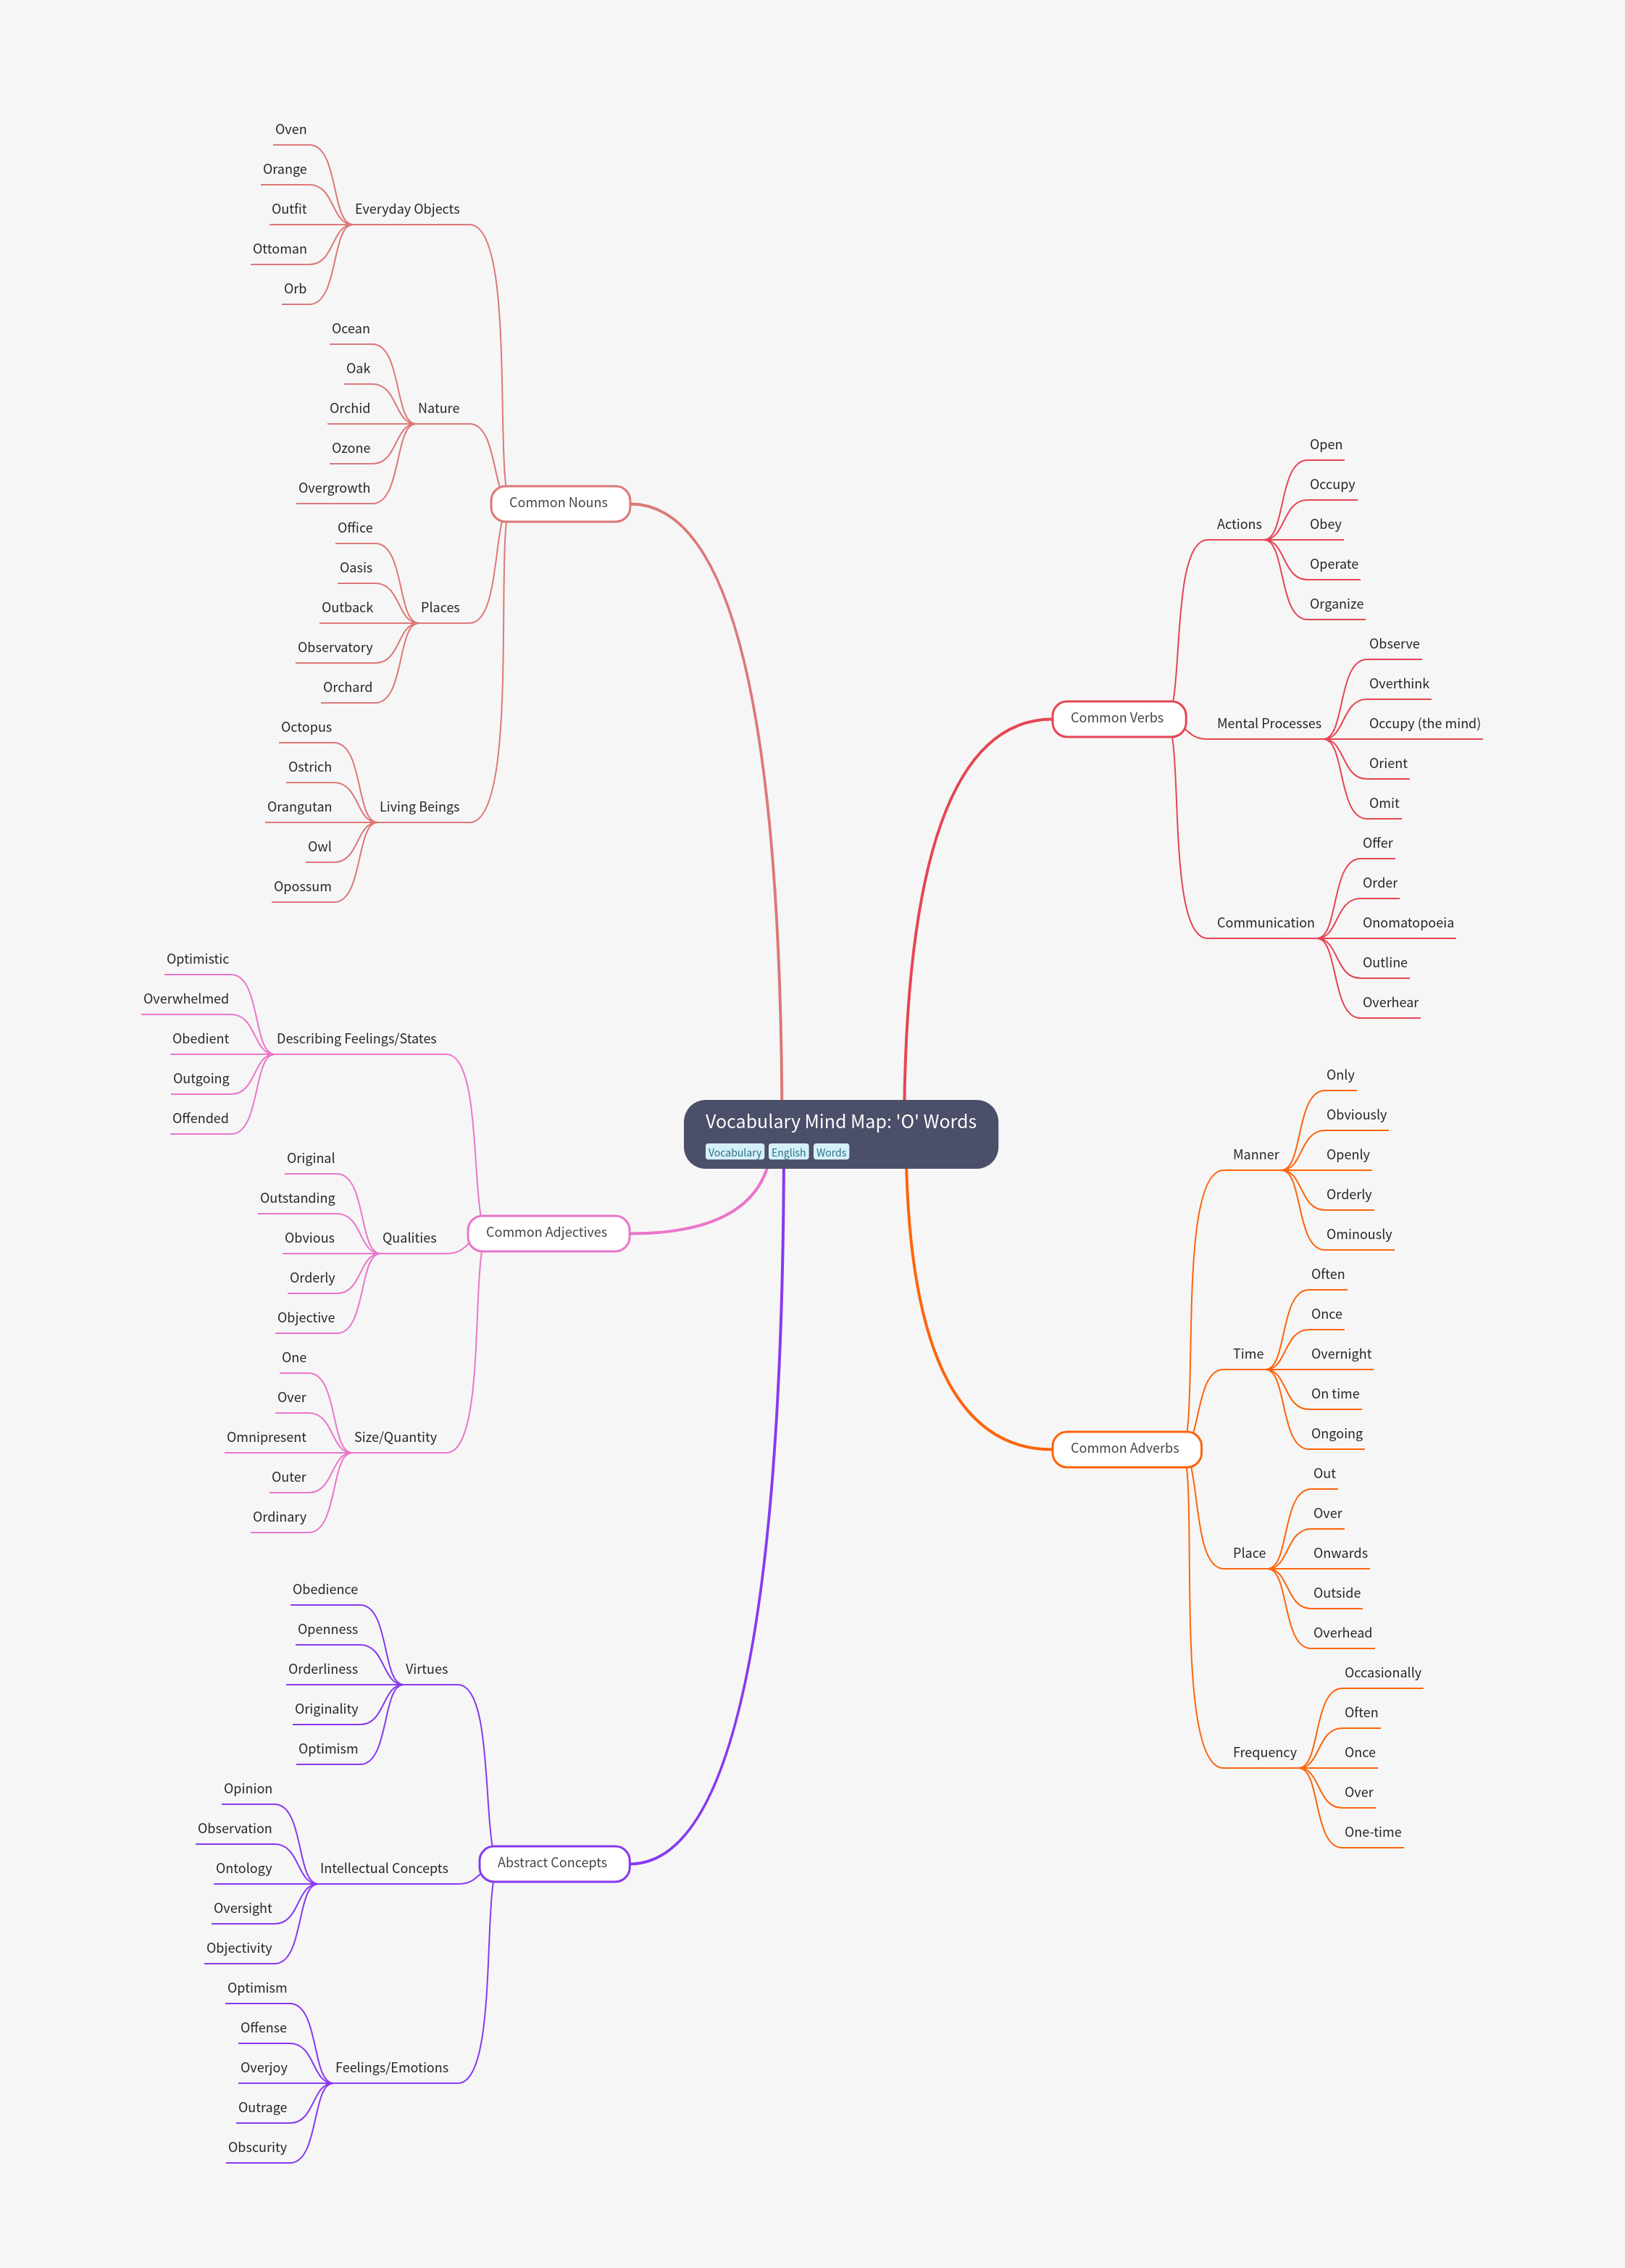 Vocabulary Mind Map: 'O' Words
Vocabulary English Words
Common Nouns
Everyday Objects
Oven
Orange
Outfit
Ottoman
Orb
Nature
Ocean
Oak
Orchid
Ozone
Overgrowth
Places
Office
Oasis
Outback
Observatory
Orchard
Living Beings
Octopus
Ostrich
Orangutan
Owl
Opossum
Common Adjectives
Describing Feelings/States
Optimistic
Overwhelmed
Obedient
Outgoing
Offended
Qualities
Original
Outstanding
Obvious
Orderly
Objective
Size/Quantity
One
Over
Omnipresent
Outer
Ordinary
Abstract Concepts
Virtues
Obedience
Openness
Orderliness
Originality
Optimism
Intellectual Concepts
Opinion
Observation
Ontology
Oversight
Objectivity
Feelings/Emotions
Optimism
Offense
Overjoy
Outrage
Obscurity
Common Verbs
Actions
Open
Occupy
Obey
Operate
Organize
Mental Processes
Observe
Overthink
Occupy (the mind)
Orient
Omit
Communication
Offer
Order
Onomatopoeia
Outline
Overhear
Common Adverbs
Manner
Only
Obviously
Openly
Orderly
Ominously
Time
Often
Once
Overnight
On time
Ongoing
Place
Out
Over
Onwards
Outside
Overhead
Frequency
Occasionally
Often
Once
Over
One-time